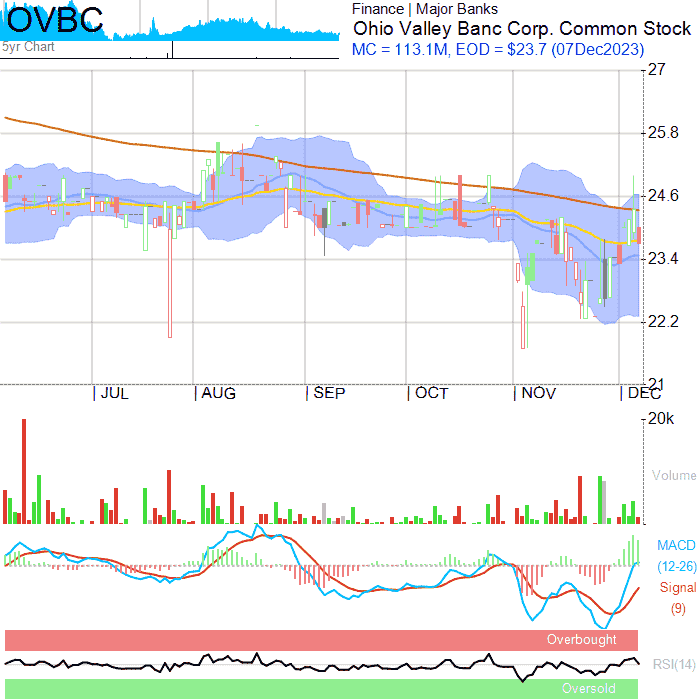 OVBC
5yr Chart
Finance | Major Banks
Ohio Valley Banc Corp. Common Stock
MC = 113.1M, EOD = $23.7 (07Dec2023)
27
25.8
24.6
23.4
22.2
21
JUL AUG SEP OCT NOV DEC
20k
Volume
MACD
(12-26)
Signal
(9)
Overbought
RSI(14)
Oversold